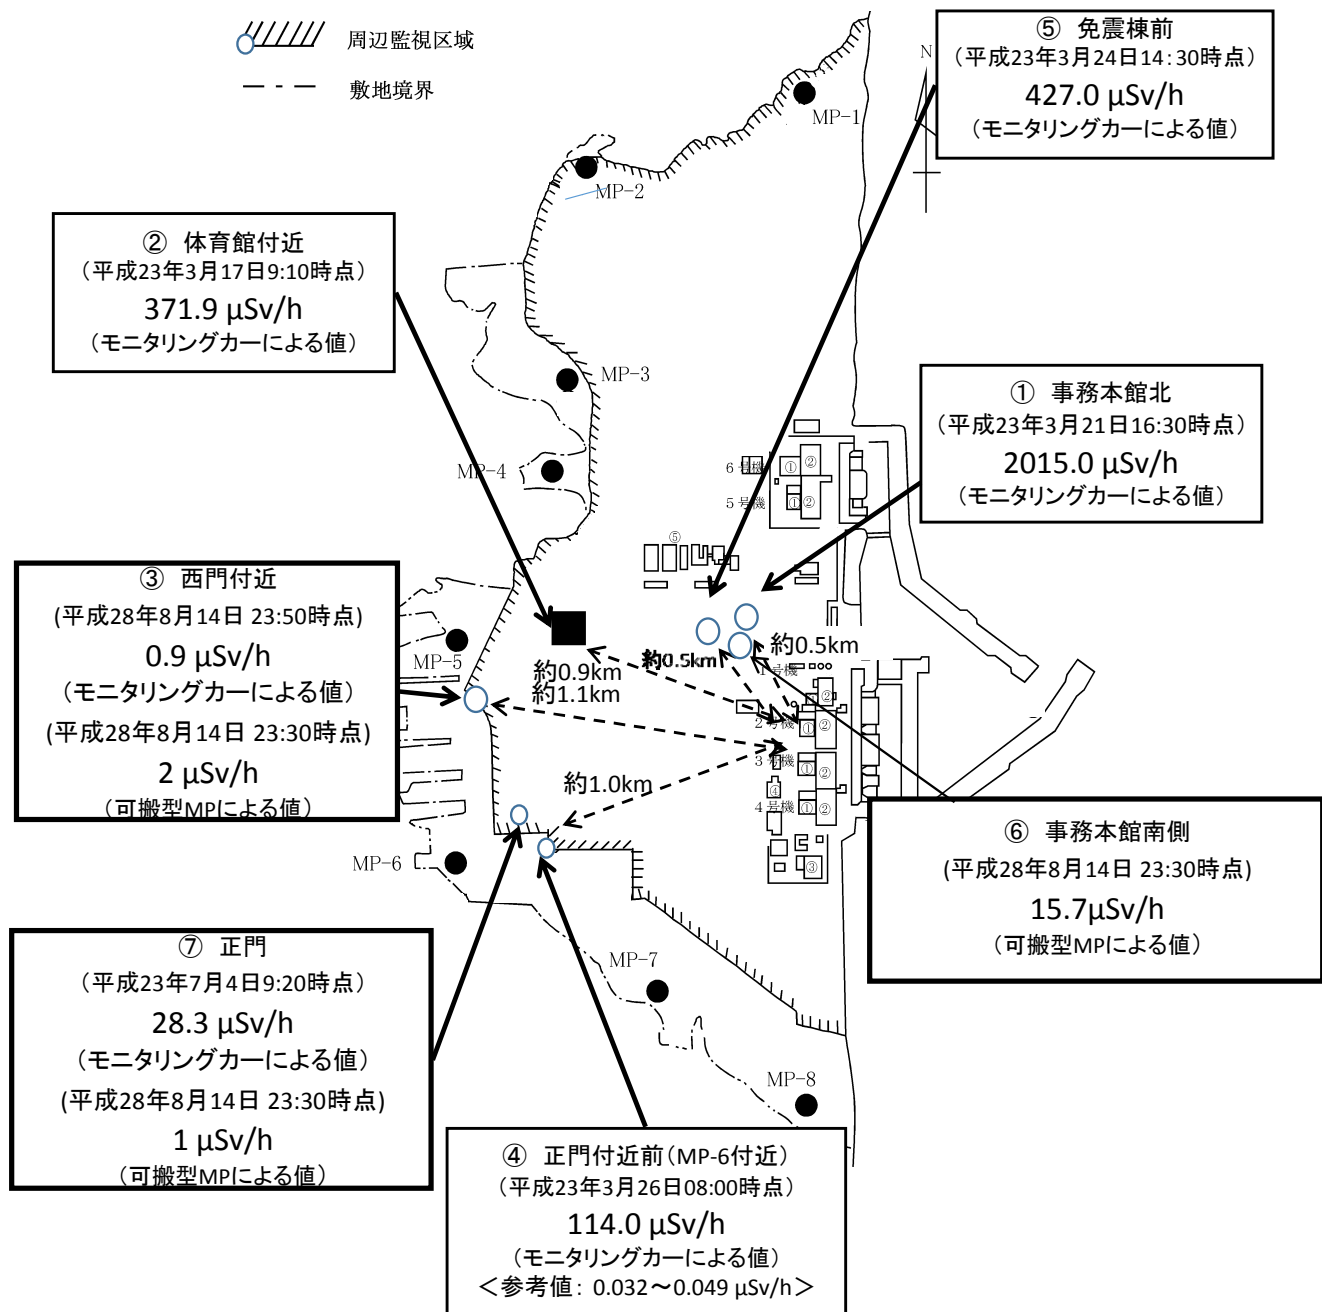 周辺監視区域
敷地境界
⑤ 免震棟前
（平成23年3月24日14:30時点）
427.0 μSv/h
（モニタリングカーによる値）
N
MP-1
MP-2
② 体育館付近
（平成23年3月17日9:10時点）
371.9 μSv/h
（モニタリングカーによる値）
MP-3
① 事務本館北
（平成23年3月21日16:30時点）
2015.0 μSv/h
（モニタリングカーによる値）
MP-4
6号機
①
②
5号機
①
②
⑤
③ 西門付近
(平成28年8月14日 23:50時点)
0.9 μSv/h
（モニタリングカーによる値）
(平成28年8月14日 23:30時点)
2 μSv/h
（可搬型MPによる値）
MP-5
約0.9km
約1.1km
約0.5km
約0.5km
1号機
②
2号機
①
②
3号機
①
②
④
4号機
①
②
③
約1.0km
MP-6
⑥ 事務本館南側
(平成28年8月14日 23:30時点)
15.7μSv/h
（可搬型MPによる値）
⑦ 正門
（平成23年7月4日9:20時点）
28.3 μSv/h
（モニタリングカーによる値）
(平成28年8月14日 23:30時点)
1 μSv/h
（可搬型MPによる値）
MP-7
MP-8
④ 正門付近前（MP-6付近）
（平成23年3月26日08:00時点）
114.0 μSv/h
（モニタリングカーによる値）
＜参考値：0.032～0.049 μSv/h＞